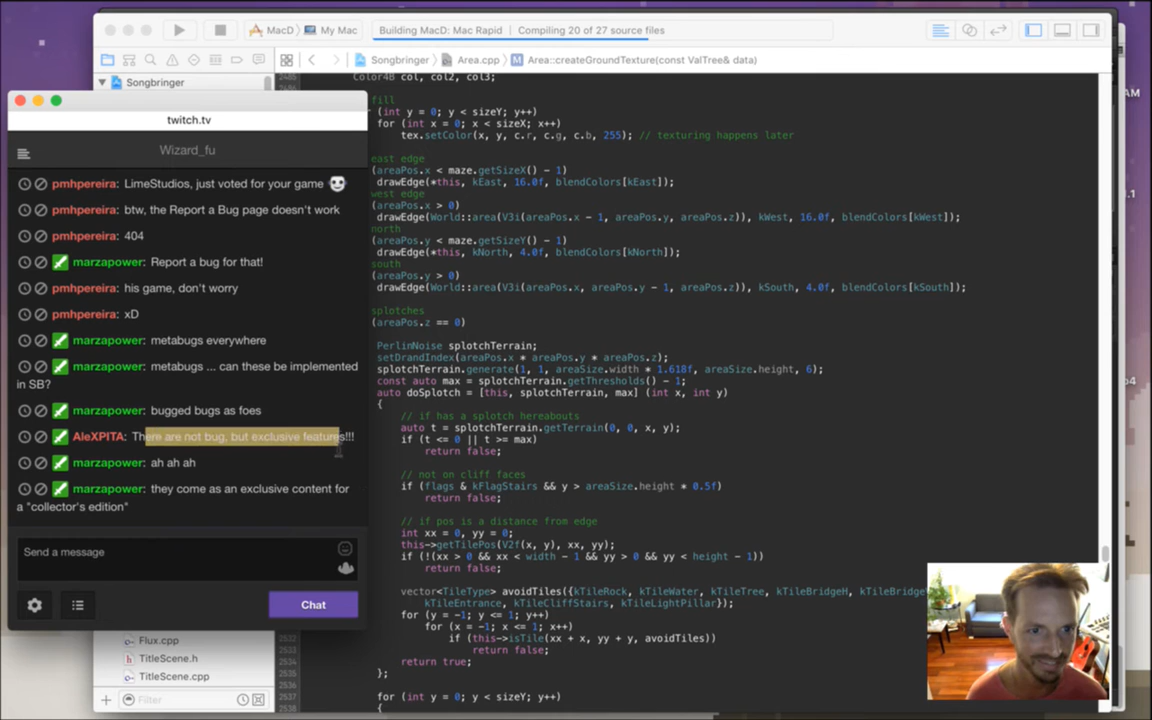 MacD
My Mac
Building MacD: Mac Rapid
Compiling 20 of 27 source files
Songbringer
Area.cpp
Area::createGroundTexture(const ValTree& data)
Songbringer
twitch.tv
Wizard_fu
pmhpereira: LimeStudios, just voted for your game
pmhpereira: btw, the Report a Bug page doesn't work
pmhpereira: 404
marzapower: Report a bug for that!
pmhpereira: his game, don't worry
pmhpereira: xD
marzapower: metabugs everywhere
marzapower: metabugs ... can these be implemented
in SB?
marzapower: bugged bugs as foes
AleXPITA: There are not bug, but exclusive features!!!
marzapower: ah ah ah
marzapower: they come as an exclusive content for
a "collector's edition"
Send a message
Chat
Flux.cpp
TitleScene.h
TitleScene.cpp
Filter
Color4B col, col2, col3;
fill
(int y = 0; y < sizeY; y++)
for (int x = 0; x < sizeX; x++)
tex.setColor(x, y, c.r, c.g, c.b, 255); // texturing happens later
east edge
(areaPos.x < maze.getSizeX() - 1)
drawEdge(*this, kEast, 16.0f, blendColors[kEast]);
west edge
(areaPos.x > 0)
drawEdge(World::area(V3i(areaPos.x - 1, areaPos.y, areaPos.z)), kWest, 16.0f, blendColors[kWest]);
north
(areaPos.y < maze.getSizeY() - 1)
drawEdge(*this, kNorth, 4.0f, blendColors[kNorth]);
south
(areaPos.y > 0)
drawEdge(World::area(V3i(areaPos.x, areaPos.y - 1, areaPos.z)), kSouth, 4.0f, blendColors[kSouth]);
splotches
(areaPos.z == 0)
PerlinNoise splotchTerrain;
setDrandIndex(areaPos.x * areaPos.y * areaPos.z);
splotchTerrain.generate(1, 1, areaSize.width * 1.618f, areaSize.height, 6);
const auto max = splotchTerrain.getThresholds() - 1;
auto doSplotch = [this, splotchTerrain, max] (int x, int y)
{
// if has a splotch hereabouts
auto t = splotchTerrain.getTerrain(0, 0, x, y);
if (t <= 0 || t >= max)
return false;
// not on cliff faces
if (flags & kFlagStairs && y > areaSize.height * 0.5f)
return false;
// if pos is a distance from edge
int xx = 0, yy = 0;
this->getTilePos(V2f(x, y), xx, yy);
if (!(xx > 0 && xx < width - 1 && yy > 0 && yy < height - 1))
return false;
vector<TileType> avoidTiles({kTileRock, kTileWater, kTileTree, kTileBridgeH, kTileBridge
kTileEntrance, kTileCliffStairs, kTileLightPillar});
for (y = -1; y <= 1; y++)
for (x = -1; x <= 1; x++)
if (this->isTile(xx + x, yy + y, avoidTiles))
return false;
return true;
};
for (int y = 0; y < sizeY; y++)
{